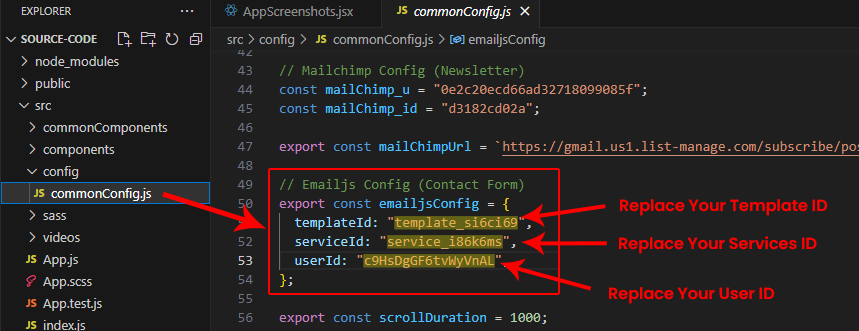 EXPLORER
SOURCE-CODE
node_modules
public
src
commonComponents
components
config
JS commonConfig.js
sass
videos
JS App.js
App.scss
JS App.test.js
JS index.js
AppScreenshots.jsx
JS commonConfig.js
src > config > JS commonConfig.js > emailjsConfig
42
43 // Mailchimp Config (Newsletter)
44 const mailChimp_u = "0e2c20ecd66ad32718099085f";
45 const mailChimp_id = "d3182cd02a";
46
47 export const mailChimpUrl = `https://gmail.us1.list-manage.com/subscribe/pos
48
49 // Emailjs Config (Contact Form)
50 export const emailjsConfig = {
51 templateId: "template_si6ci69", Replace Your Template ID
52 serviceId: "service_i86k6ms", Replace Your Services ID
53 userId: "c9HsDgGF6tvWyVnAL"
54 }; Replace Your User ID
55
56 export const scrollDuration = 1000;